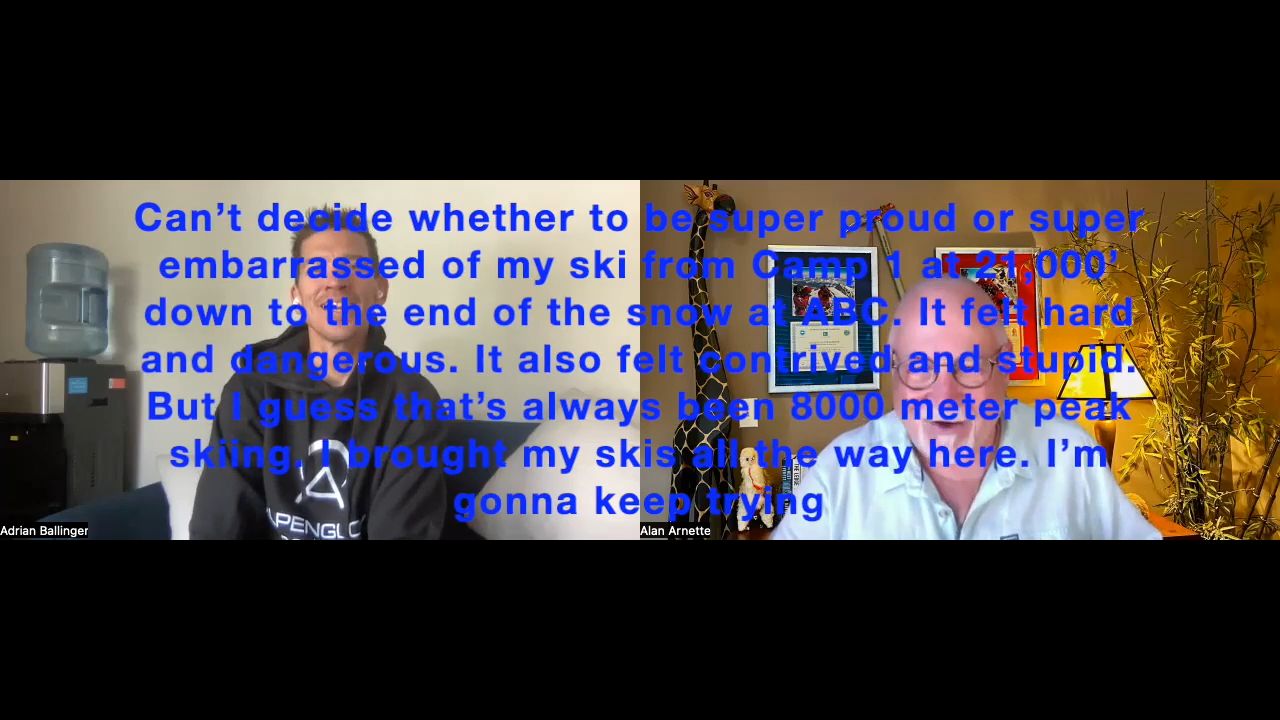 Can't decide whether to be super proud or super
embarrassed of my ski from Camp 1 at 21,000'
down to the end of the snow at ABC. It felt hard
and dangerous. It also felt contrived and stupid.
But I guess that's always been 8000 meter peak
skiing. I brought my skis all the way here. I'm
gonna keep trying
Adrian Ballinger
Alan Arnette